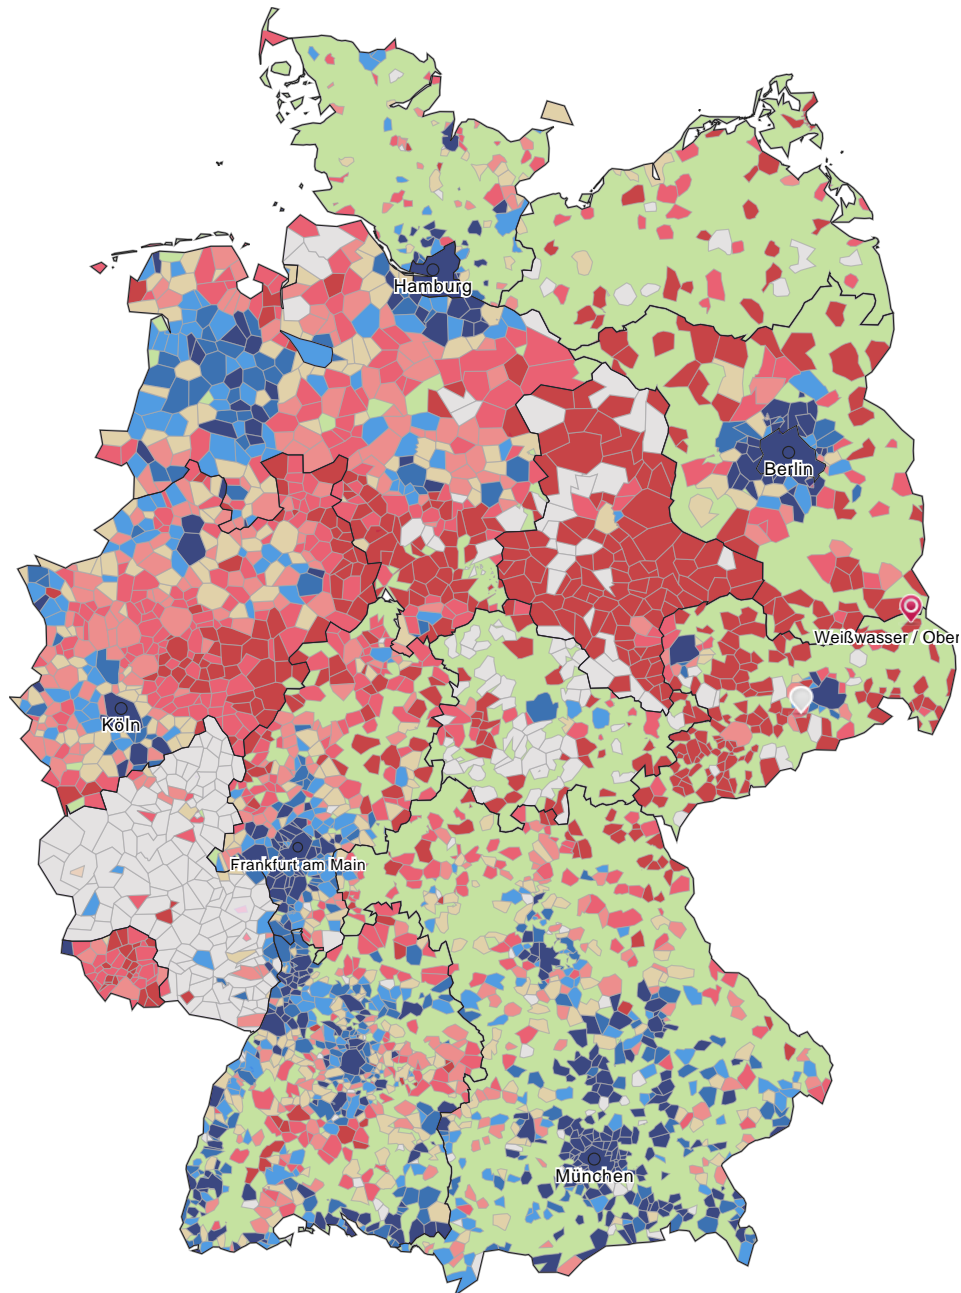 Hamburg
Berlin
Weißwasser / Ober
Köln
Frankfurt am Main
München